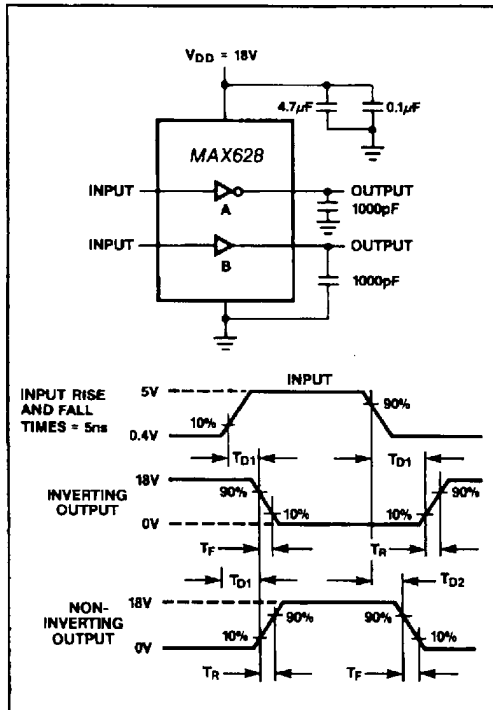 V_DD = 18V
4.7μF
0.1μF
MAX628
INPUT
A
OUTPUT
1000pF
INPUT
B
OUTPUT
1000pF
INPUT RISE
AND FALL
TIMES = 5ns
5V
INPUT
90%
10%
0.4V
T_D1
T_D1
INVERTING
OUTPUT
18V
90%
10%
0V
T_F
10%
90%
T_R
T_D1
T_D2
NON-
INVERTING
OUTPUT
18V
90%
10%
0V
T_R
90%
10%
T_F